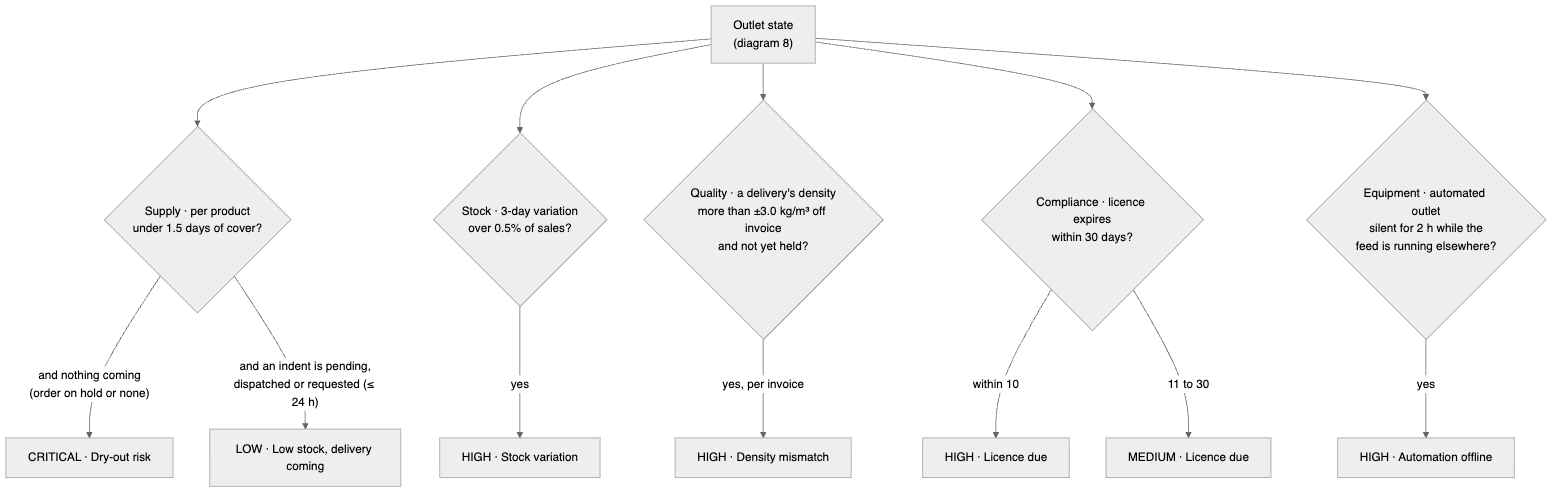 Outlet state
(diagram 8)
Supply · per product
under 1.5 days of cover?
Stock · 3-day variation
over 0.5% of sales?
Quality · a delivery's density
more than ±3.0 kg/m³ off
invoice
and not yet held?
Compliance · licence
expires
within 30 days?
Equipment · automated
outlet
silent for 2 h while the
feed is running elsewhere?
and nothing coming
(order on hold or none)
and an indent is pending,
dispatched or requested (≤
24 h)
yes
yes, per invoice
within 10
11 to 30
yes
CRITICAL · Dry-out risk
LOW · Low stock, delivery
coming
HIGH · Stock variation
HIGH · Density mismatch
HIGH · Licence due
MEDIUM · Licence due
HIGH · Automation offline